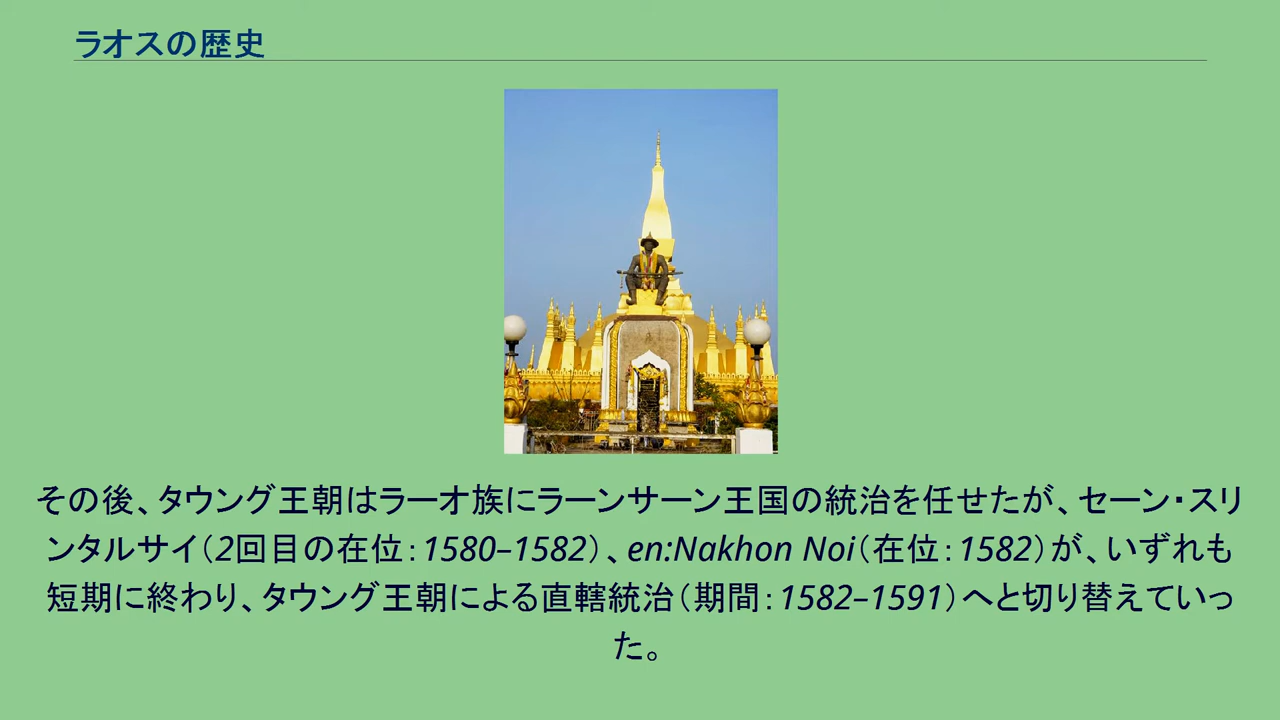 ラオスの歴史
その後、タウング王朝はラーオ族にラーンサーン王国の統治を任せたが、セーン・スリ
ンタルサイ（2回目の在位：1580–1582）、en:Nakhon Noi（在位：1582）が、いずれも
短期に終わり、タウング王朝による直轄統治（期間：1582–1591）へと切り替えていっ
た。